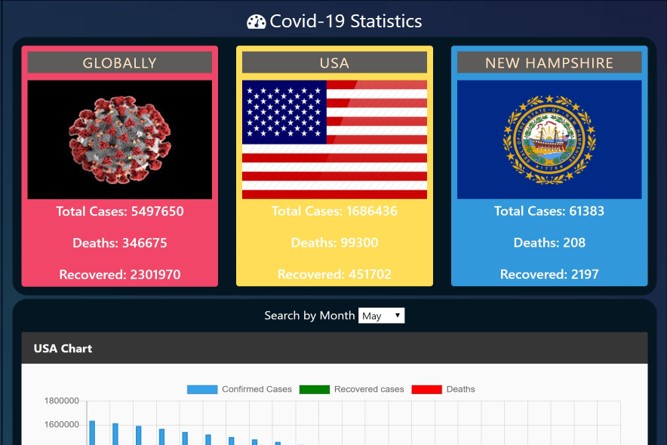 Covid-19 Statistics
GLOBALLY
Total Cases: 5497650
Deaths: 346675
Recovered: 2301970
USA
Total Cases: 1686436
Deaths: 99300
Recovered: 451702
NEW HAMPSHIRE
Total Cases: 61383
Deaths: 208
Recovered: 2197
Search by Month May
USA Chart
Confirmed Cases Recovered cases Deaths
1800000
1600000